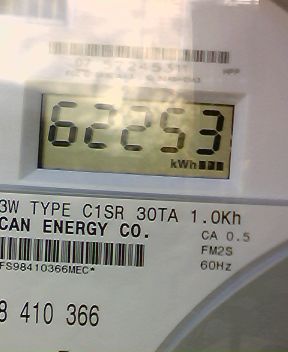 62253
kWh
3W TYPE C1SR 30TA 1.0Kh
CAN ENERGY CO.
CA 0.5
FM2S
60Hz
FS98410366MEC*
8 410 366